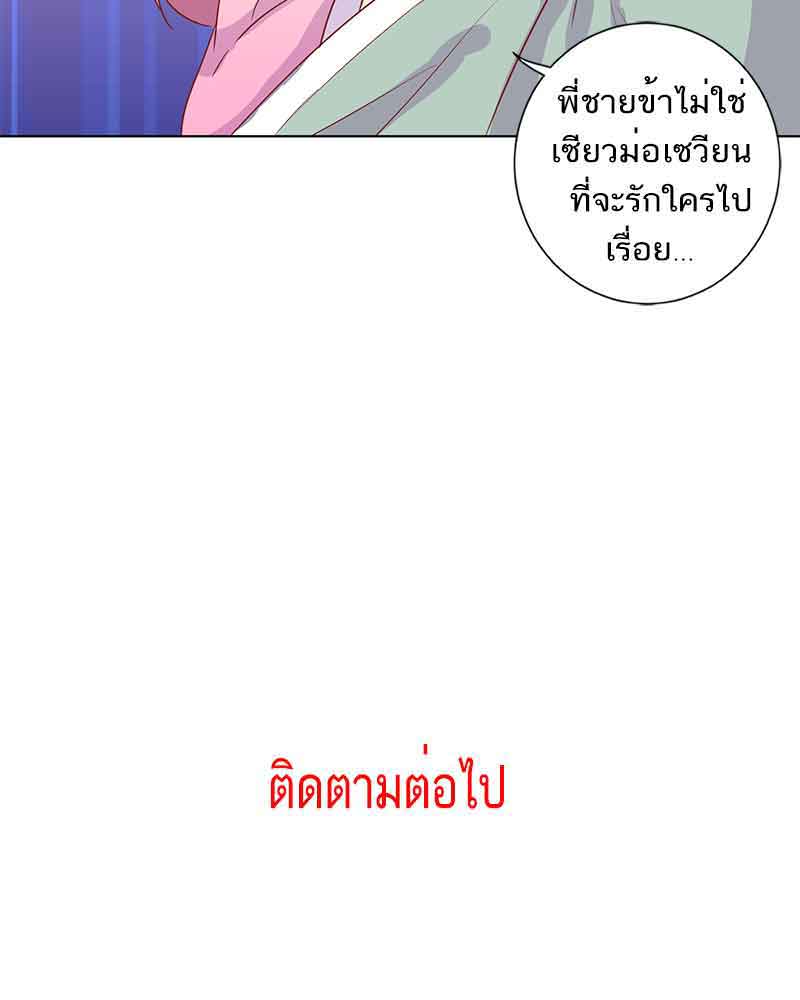 พี่ชายข้าไม่ใช่
เซียวม่อเซวียน
ที่จะรักใครไป
เรื่อย...
ติดตามต่อไป